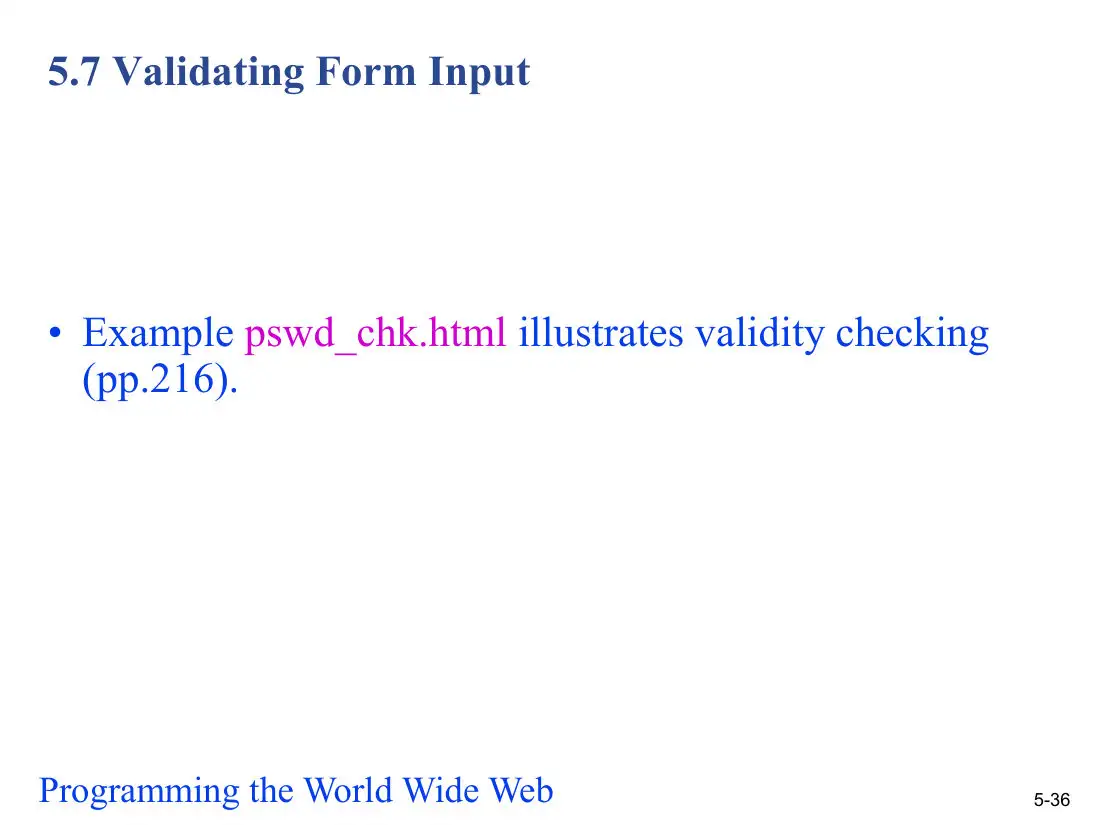 5.7 Validating Form Input
• Example pswd_chk.html illustrates validity checking
(pp.216).
Programming the World Wide Web
5-36